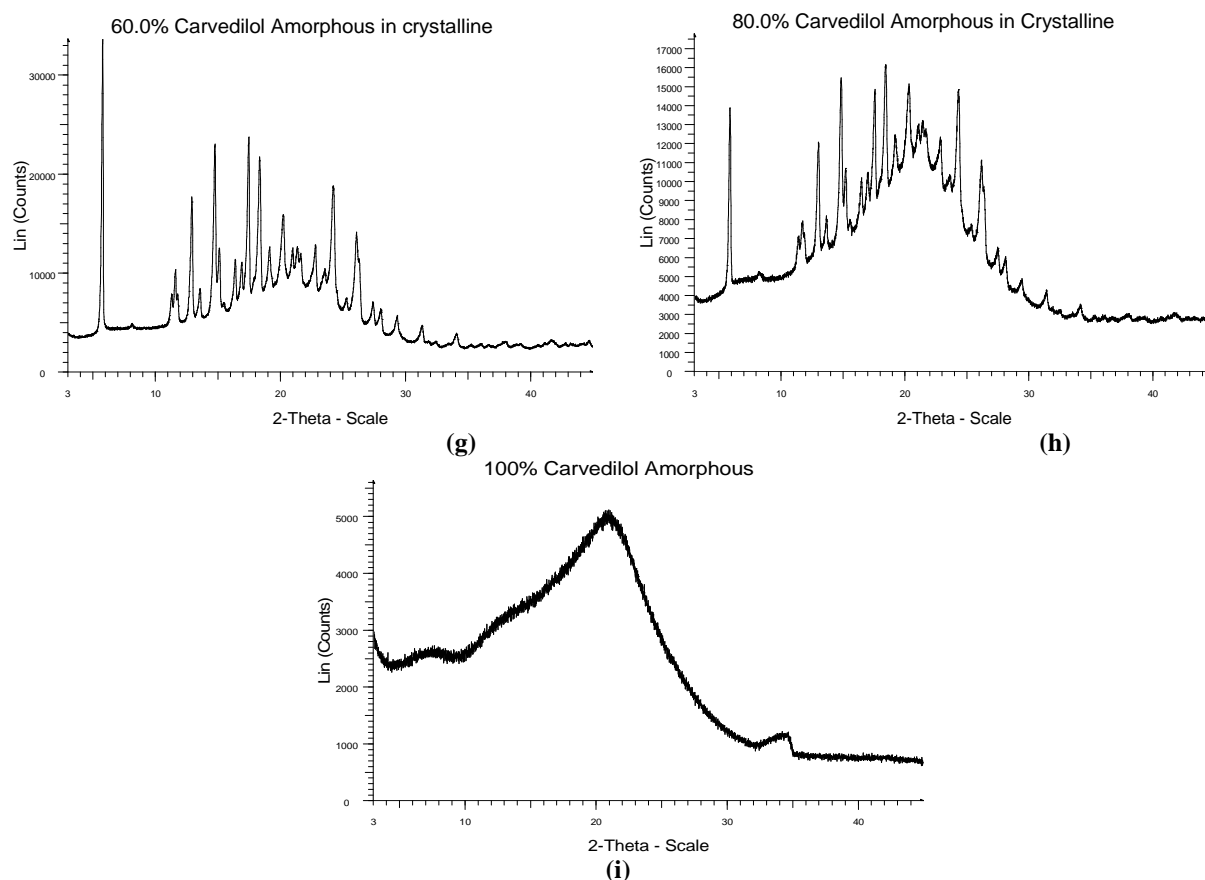 60.0% Carvedilol Amorphous in crystalline
Lin (Counts)
30000
20000
10000
0
3 10 20 30 40
2-Theta - Scale
(g)
80.0% Carvedilol Amorphous in Crystalline
Lin (Counts)
17000
16000
15000
14000
13000
12000
11000
10000
9000
8000
7000
6000
5000
4000
3000
2000
1000
0
3 10 20 30 40
2-Theta - Scale
(h)
100% Carvedilol Amorphous
Lin (Counts)
5000
4000
3000
2000
1000
0
3 10 20 30 40
2-Theta - Scale
(i)